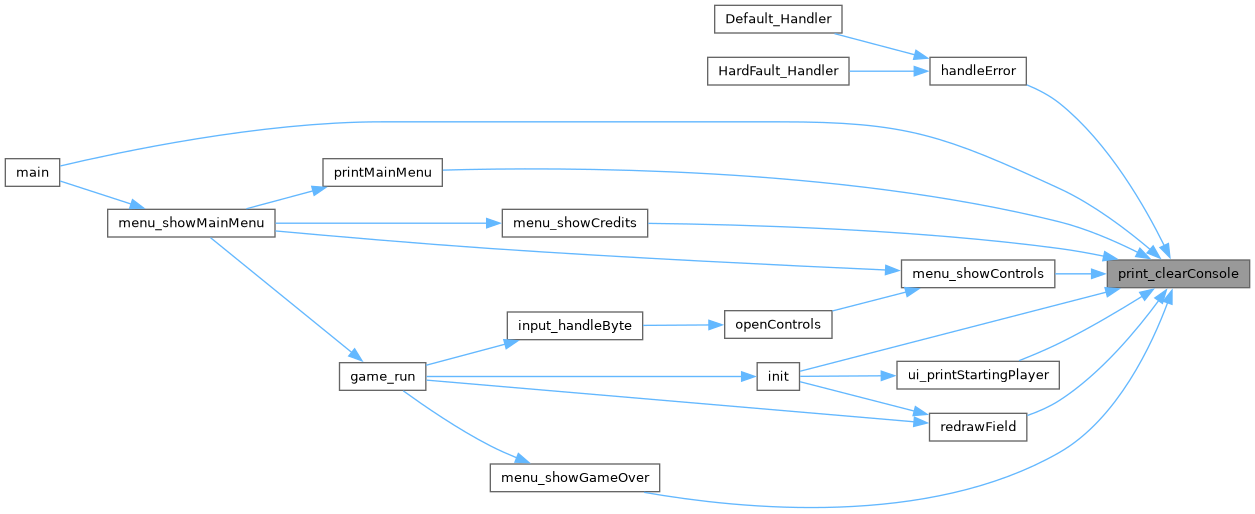 Default_Handler
HardFault_Handler
handleError
main
printMainMenu
menu_showMainMenu
menu_showCredits
menu_showControls
print_clearConsole
input_handleByte
openControls
game_run
init
ui_printStartingPlayer
redrawField
menu_showGameOver